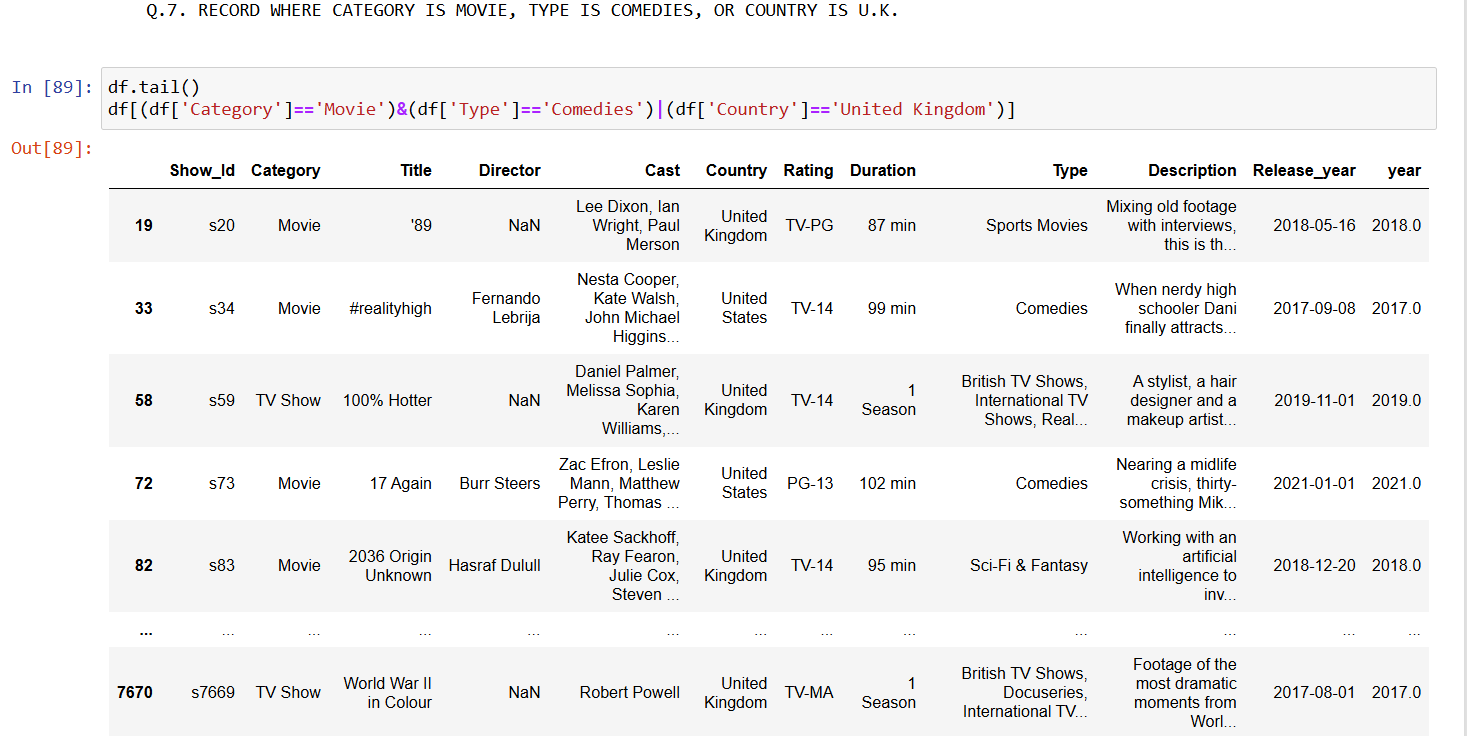 Q.7. RECORD WHERE CATEGORY IS MOVIE, TYPE IS COMEDIES, OR COUNTRY IS U.K.
In [89]: df.tail()
df[(df['Category']=='Movie')&(df['Type']=='Comedies')|(df['Country']=='United Kingdom')]
Out[89]:
Show_Id Category Title Director Cast Country Rating Duration Type Description Release_year year
19 s20 Movie '89 NaN Lee Dixon, Ian Wright, Paul Merson United Kingdom TV-PG 87 min Sports Movies Mixing old footage with interviews, this is th... 2018-05-16 2018.0
33 s34 Movie #realityhigh Fernando Lebrija Nesta Cooper, Kate Walsh, John Michael Higgins... United States TV-14 99 min Comedies When nerdy high schooler Dani finally attracts... 2017-09-08 2017.0
58 s59 TV Show 100% Hotter NaN Daniel Palmer, Melissa Sophia, Karen Williams,... United Kingdom TV-14 1 Season British TV Shows, International TV Shows, Real... A stylist, a hair designer and a makeup artist... 2019-11-01 2019.0
72 s73 Movie 17 Again Burr Steers Zac Efron, Leslie Mann, Matthew Perry, Thomas ... United States PG-13 102 min Comedies Nearing a midlife crisis, thirty-something Mik... 2021-01-01 2021.0
82 s83 Movie 2036 Origin Unknown Hasraf Dulull Katee Sackhoff, Ray Fearon, Julie Cox, Steven ... United Kingdom TV-14 95 min Sci-Fi & Fantasy Working with an artificial intelligence to inv... 2018-12-20 2018.0
... ... ... ... ... ... ... ... ... ... ... ... ...
7670 s7669 TV Show World War II in Colour NaN Robert Powell United Kingdom TV-MA 1 Season British TV Shows, Docuseries, International TV... Footage of the most dramatic moments from Worl... 2017-08-01 2017.0